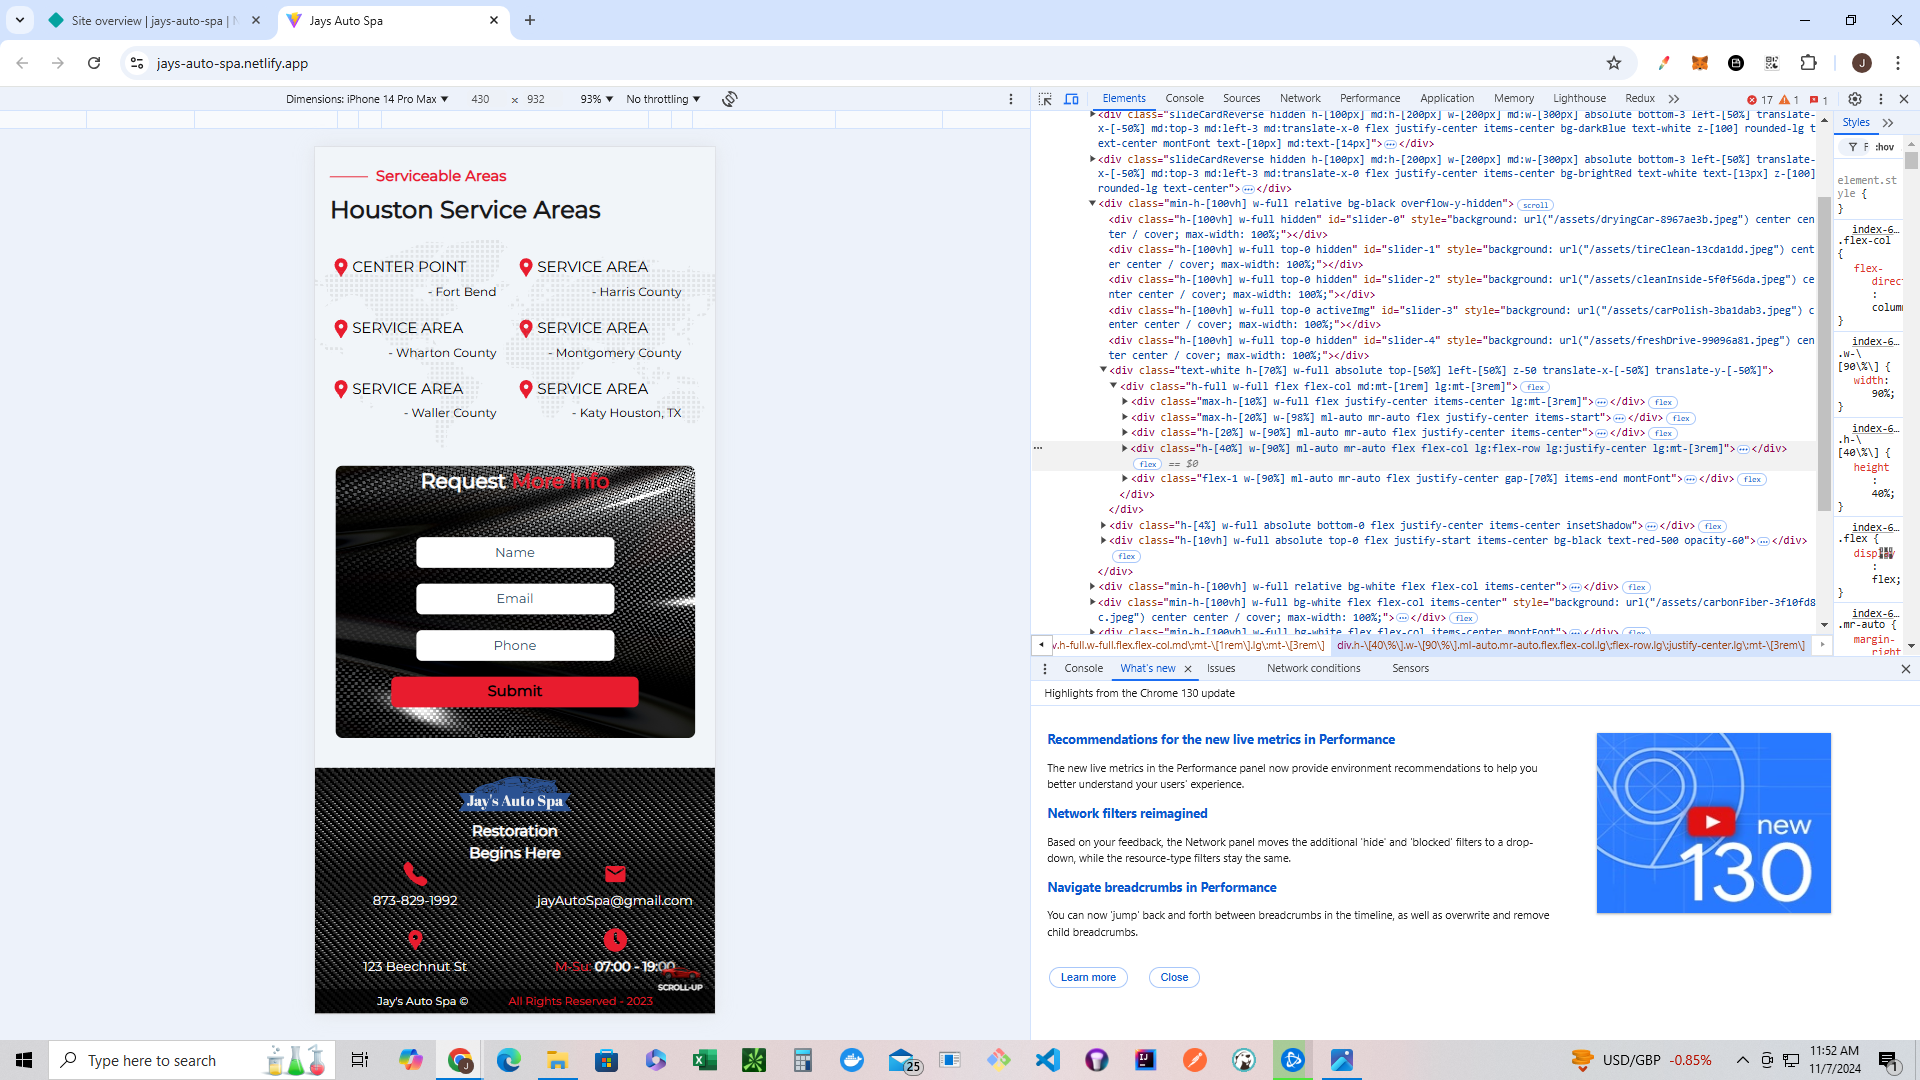 Site overview | jays-auto-spa | N
Jays Auto Spa
jays-auto-spa.netlify.app
J
Dimensions: iPhone 14 Pro Max ▼ 430 × 932 93% ▼ No throttling ▼
Elements Console Sources Network Performance Application Memory Lighthouse Redux 17 1 1
Serviceable Areas
Houston Service Areas
CENTER POINT
- Fort Bend
SERVICE AREA
- Harris County
SERVICE AREA
- Wharton County
SERVICE AREA
- Montgomery County
SERVICE AREA
- Waller County
SERVICE AREA
- Katy Houston, TX
Request More Info
Name
Email
Phone
Submit
Jay's Auto Spa
Restoration
Begins Here
873-829-1992
jayAutoSpa@gmail.com
123 Beechnut St
M-Su: 07:00 - 19:00
SCROLL-UP
Jay's Auto Spa © All Rights Reserved - 2023
<div class="slideCardReverse hidden h-[100px] md:h-[200px] w-[200px] md:w-[300px] absolute bottom-3 left-[50%] translate-
x-[-50%] md:top-3 md:left-3 md:translate-x-0 flex justify-center items-center bg-darkBlue text-white z-[100] rounded-lg t
ext-center montFont text-[10px] md:text-[14px]">…</div>
<div class="slideCardReverse hidden h-[100px] md:h-[200px] w-[200px] md:w-[300px] absolute bottom-3 left-[50%] translate-
x-[-50%] md:top-3 md:left-3 md:translate-x-0 flex justify-center items-center bg-brightRed text-white text-[13px] z-[100]
rounded-lg text-center">…</div>
<div class="min-h-[100vh] w-full relative bg-black overflow-y-hidden"> scroll
<div class="h-[100vh] w-full hidden" id="slider-0" style="background: url("/assets/dryingCar-8967ae3b.jpeg") center cen
ter / cover; max-width: 100%;"></div>
<div class="h-[100vh] w-full top-0 hidden" id="slider-1" style="background: url("/assets/tireClean-13cda1dd.jpeg") cent
er center / cover; max-width: 100%;"></div>
<div class="h-[100vh] w-full top-0 hidden" id="slider-2" style="background: url("/assets/cleanInside-5f0f56da.jpeg") ce
nter center / cover; max-width: 100%;"></div>
<div class="h-[100vh] w-full top-0 activeImg" id="slider-3" style="background: url("/assets/carPolish-3ba1dab3.jpeg") c
enter center / cover; max-width: 100%;"></div>
<div class="h-[100vh] w-full top-0 hidden" id="slider-4" style="background: url("/assets/freshDrive-99096a81.jpeg") cen
ter center / cover; max-width: 100%;"></div>
<div class="text-white h-[70%] w-full absolute top-[50%] left-[50%] z-50 translate-x-[-50%] translate-y-[-50%]">
<div class="h-full w-full flex flex-col md:mt-[1rem] lg:mt-[3rem]"> flex
<div class="max-h-[10%] w-full flex justify-center items-center lg:mt-[3rem]">…</div> flex
<div class="max-h-[20%] w-[98%] ml-auto mr-auto flex justify-center items-start">…</div> flex
<div class="h-[20%] w-[90%] ml-auto mr-auto flex justify-center items-center">…</div> flex
<div class="h-[40%] w-[90%] ml-auto mr-auto flex flex-col lg:flex-row lg:justify-center lg:mt-[3rem]">…</div>
flex == $0
<div class="flex-1 w-[90%] ml-auto mr-auto flex justify-center gap-[70%] items-end montFont">…</div> flex
</div>
</div>
<div class="h-[4%] w-full absolute bottom-0 flex justify-center items-center insetShadow">…</div> flex
<div class="h-[10vh] w-full absolute top-0 flex justify-start items-center bg-black text-red-500 opacity-60">…</div>
flex
</div>
<div class="min-h-[100vh] w-full relative bg-white flex flex-col items-center">…</div> flex
<div class="min-h-[100vh] w-full bg-white flex flex-col items-center" style="background: url("/assets/carbonFiber-3f10fd8
c.jpeg") center center / cover; max-width: 100%;">…</div> flex
<div class="min-h-[100vh] w-full bg-white flex flex-col items-center montFont">…</div> flex
v.h-full.w-full.flex.flex-col.md\:mt-\[1rem\].lg\:mt-\[3rem\] div.h-\[40\%\].w-\[90\%\].ml-auto.mr-auto.flex.flex-col.lg\:flex-row.lg\:justify-center.lg\:mt-\[3rem\]
Styles
F :hov
element.st
yle {
}
index-6…
.flex-col
{
flex-
direc
:
colum
}
index-6…
.w-\
[90\%\] {
width:
90%;
}
index-6…
.h-\
[40\%\] {
height
:
40%;
}
index-6…
.flex {
:
flex;
}
index-6…
.mr-auto {
margin-
right
Console What's new Issues Network conditions Sensors
Highlights from the Chrome 130 update
Recommendations for the new live metrics in Performance
The new live metrics in the Performance panel now provide environment recommendations to help you
better understand your users' experience.
Network filters reimagined
Based on your feedback, the Network panel moves the additional 'hide' and 'blocked' filters to a drop-
down, while the resource-type filters stay the same.
Navigate breadcrumbs in Performance
You can now 'jump' back and forth between breadcrumbs in the timeline, as well as overwrite and remove
child breadcrumbs.
Learn more Close
new
130
Type here to search
25
USD/GBP -0.85%
11:52 AM
11/7/2024
1